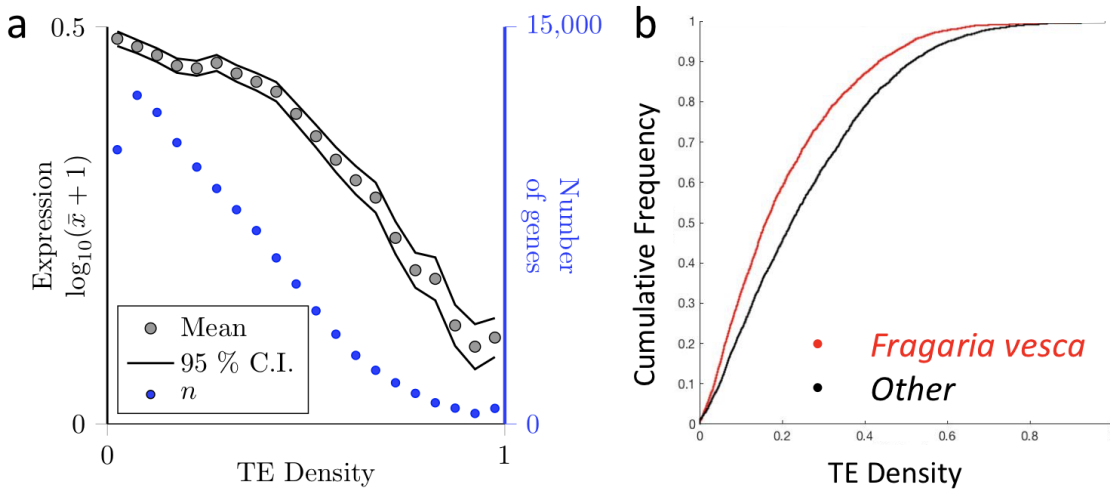 a
0.5
15,000
Expression
log10(x̄ + 1)
Number
of genes
Mean
95 % C.I.
n
0
0
0
1
TE Density
b
1
0.9
0.8
0.7
0.6
0.5
0.4
0.3
0.2
0.1
0
Cumulative Frequency
Fragaria vesca
Other
0
0.2
0.4
0.6
0.8
TE Density